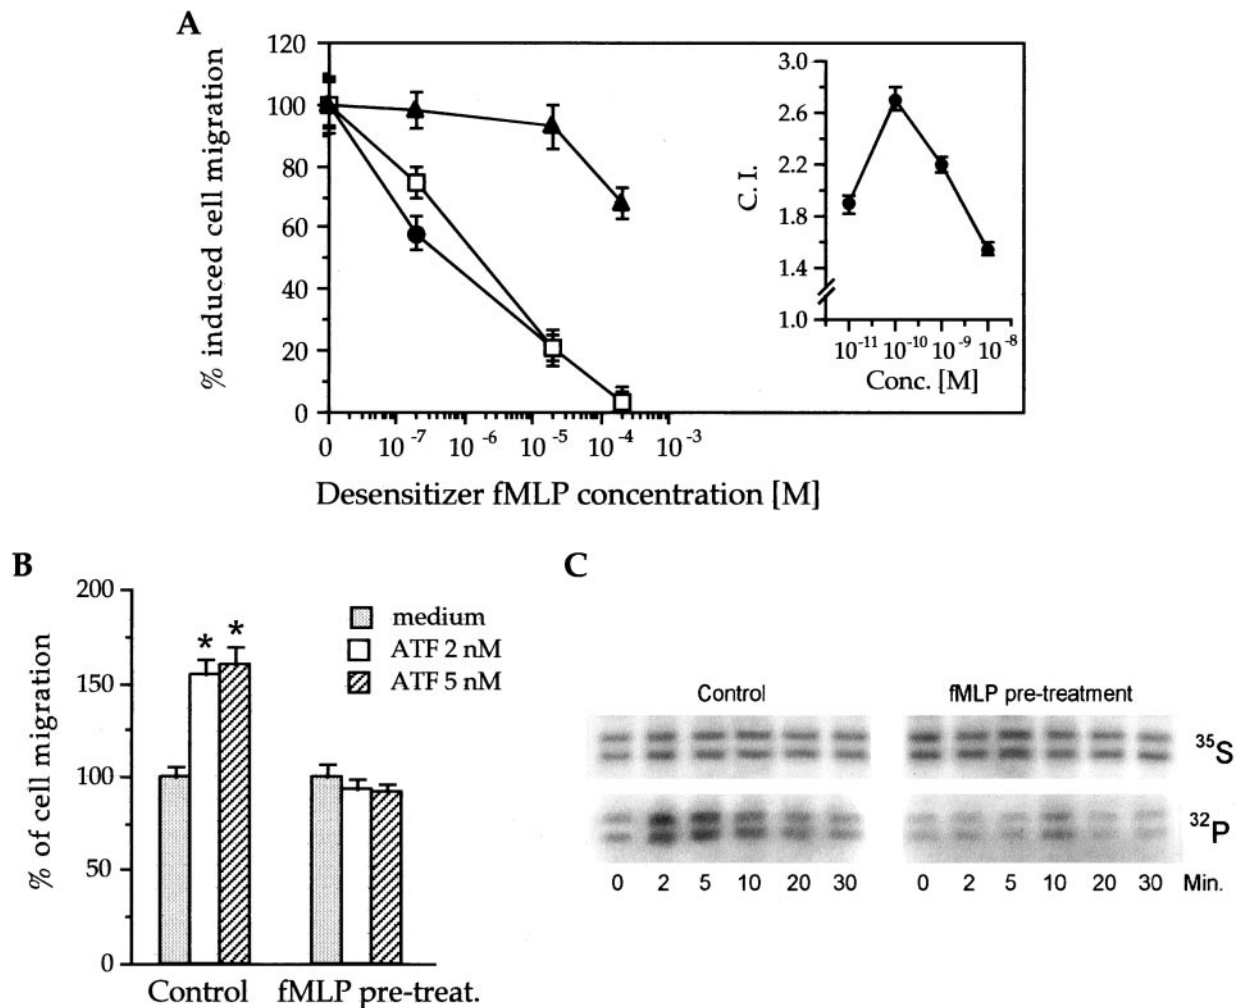 A
120
100
80
60
40
20
0
% induced cell migration
0 10⁻⁷ 10⁻⁶ 10⁻⁵ 10⁻⁴ 10⁻³
Desensitizer fMLP concentration [M]
3.0
2.6
2.2
1.8
1.4
1.0
C. I.
10⁻¹¹ 10⁻¹⁰ 10⁻⁹ 10⁻⁸
Conc. [M]
B
200
150
100
50
0
% of cell migration
* *
medium
ATF 2 nM
ATF 5 nM
Control fMLP pre-treat.
C
Control fMLP pre-treatment
³⁵S
³²P
0 2 5 10 20 30 0 2 5 10 20 30 Min.